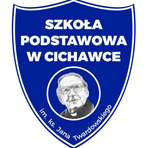 SZKOŁA
PODSTAWOWA
W CICHAWCE
im. ks. Jana Twardowskiego